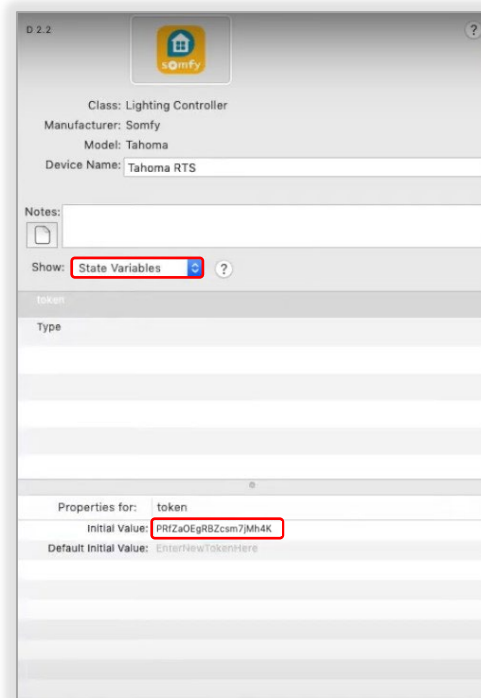 D 2.2
?
somfy
Class: Lighting Controller
Manufacturer: Somfy
Model: Tahoma
Device Name: Tahoma RTS
Notes:
Show: State Variables ?
token
Type
Properties for: token
Initial Value: PRfZaOEgRBZcsm7jMh4K
Default Initial Value: EnterNewTokenHere